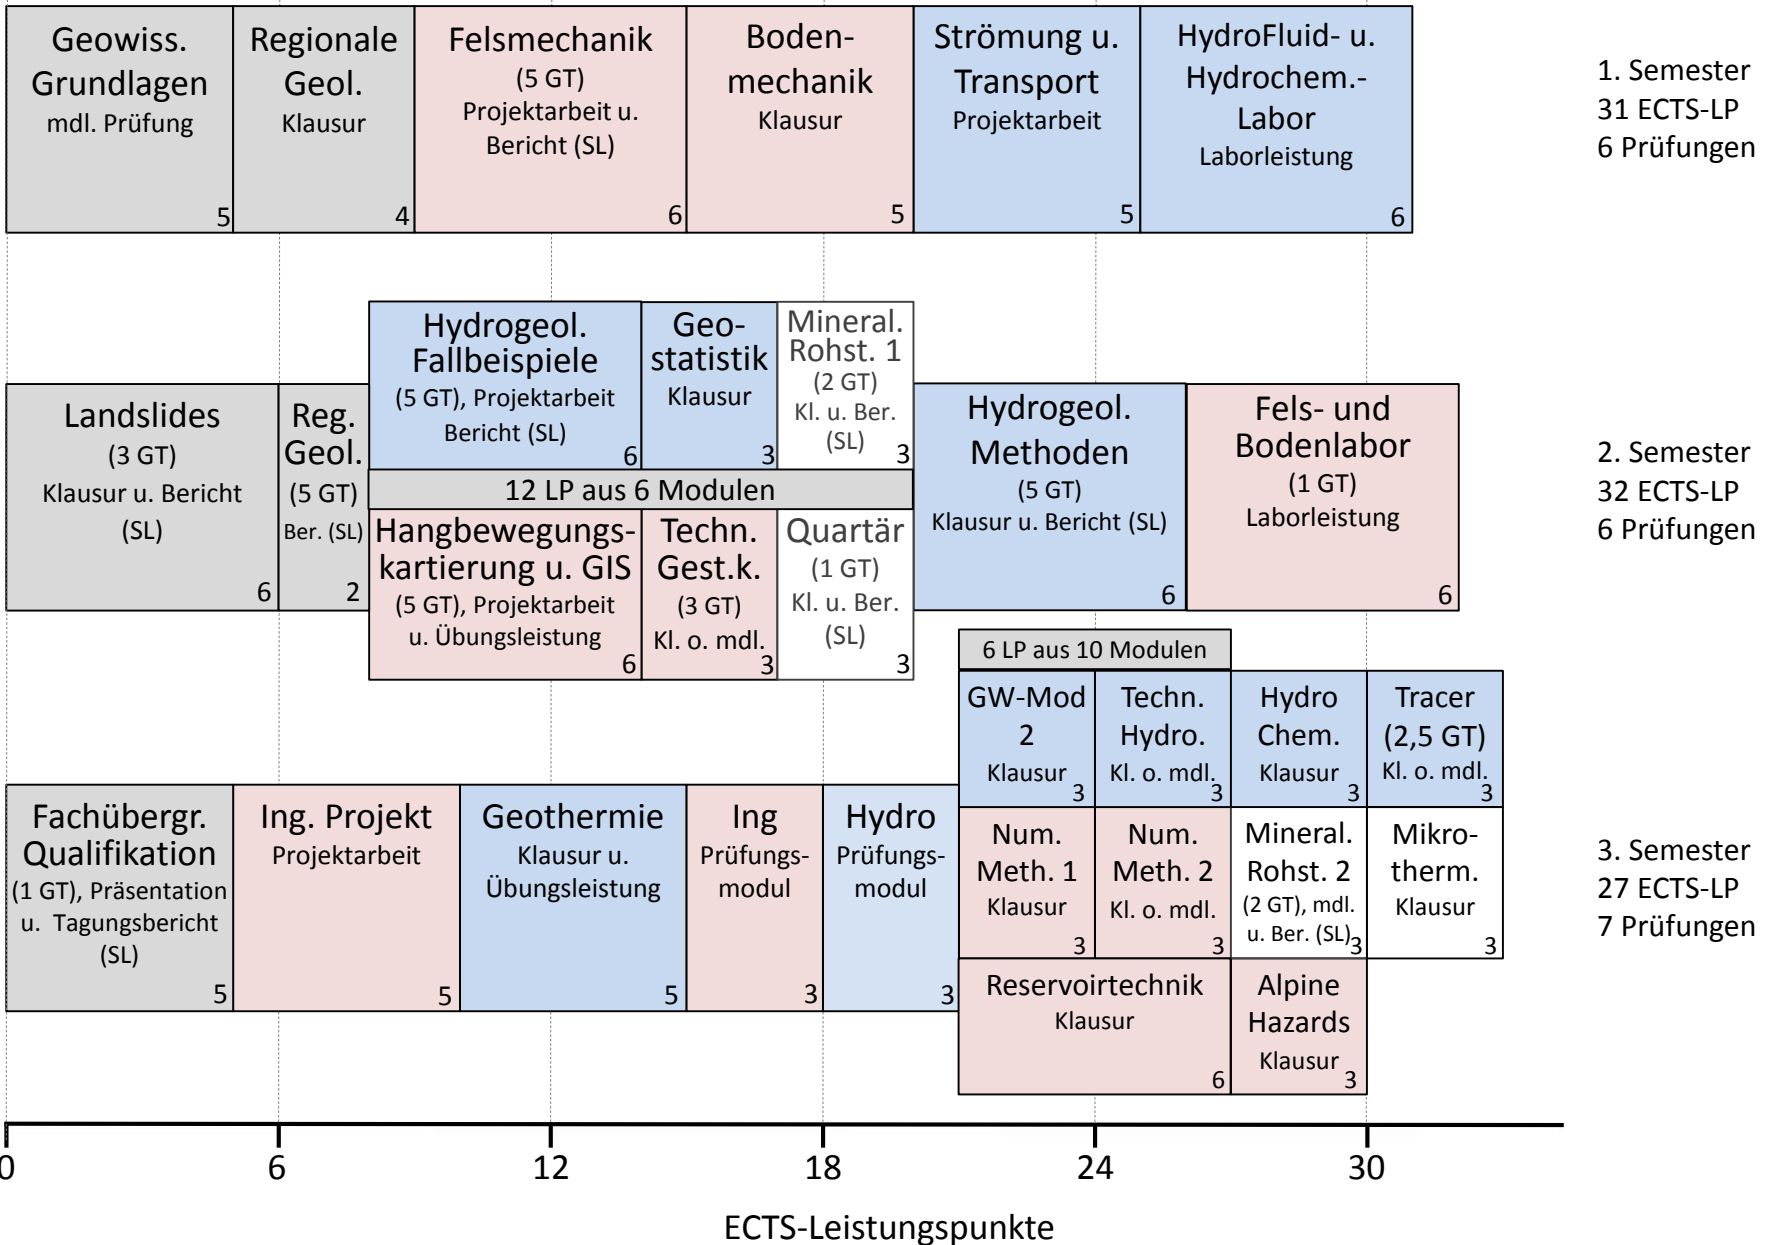 Geowiss.
Grundlagen
mdl. Prüfung
5
Regionale
Geol.
Klausur
4
Felsmechanik
(5 GT)
Projektarbeit u.
Bericht (SL)
6
Boden-
mechanik
Klausur
5
Strömung u.
Transport
Projektarbeit
5
HydroFluid- u.
Hydrochem.-
Labor
Laborleistung
6
1. Semester
31 ECTS-LP
6 Prüfungen
Landslides
(3 GT)
Klausur u. Bericht
(SL)
6
Reg.
Geol.
(5 GT)
Ber. (SL)
2
Hydrogeol.
Fallbeispiele
(5 GT), Projektarbeit
Bericht (SL)
6
Geo-
statistik
Klausur
3
Mineral.
Rohst. 1
(2 GT)
Kl. u. Ber.
(SL)
3
12 LP aus 6 Modulen
Hangbewegungs-
kartierung u. GIS
(5 GT), Projektarbeit
u. Übungsleistung
6
Techn.
Gest.k.
(3 GT)
Kl. o. mdl.
3
Quartär
(1 GT)
Kl. u. Ber.
(SL)
3
Hydrogeol.
Methoden
(5 GT)
Klausur u. Bericht (SL)
6
Fels- und
Bodenlabor
(1 GT)
Laborleistung
6
2. Semester
32 ECTS-LP
6 Prüfungen
Fachübergr.
Qualifikation
(1 GT), Präsentation
u. Tagungsbericht
(SL)
5
Ing. Projekt
Projektarbeit
5
Geothermie
Klausur u.
Übungsleistung
5
Ing
Prüfungs-
modul
3
Hydro
Prüfungs-
modul
3
6 LP aus 10 Modulen
GW-Mod
2
Klausur
3
Techn.
Hydro.
Kl. o. mdl.
3
Hydro
Chem.
Klausur
3
Tracer
(2,5 GT)
Kl. o. mdl.
3
Num.
Meth. 1
Klausur
3
Num.
Meth. 2
Kl. o. mdl.
3
Mineral.
Rohst. 2
(2 GT), mdl.
u. Ber. (SL)
3
Mikro-
therm.
Klausur
3
Reservoirtechnik
Klausur
6
Alpine
Hazards
Klausur
3
3. Semester
27 ECTS-LP
7 Prüfungen
0 6 12 18 24 30
ECTS-Leistungspunkte